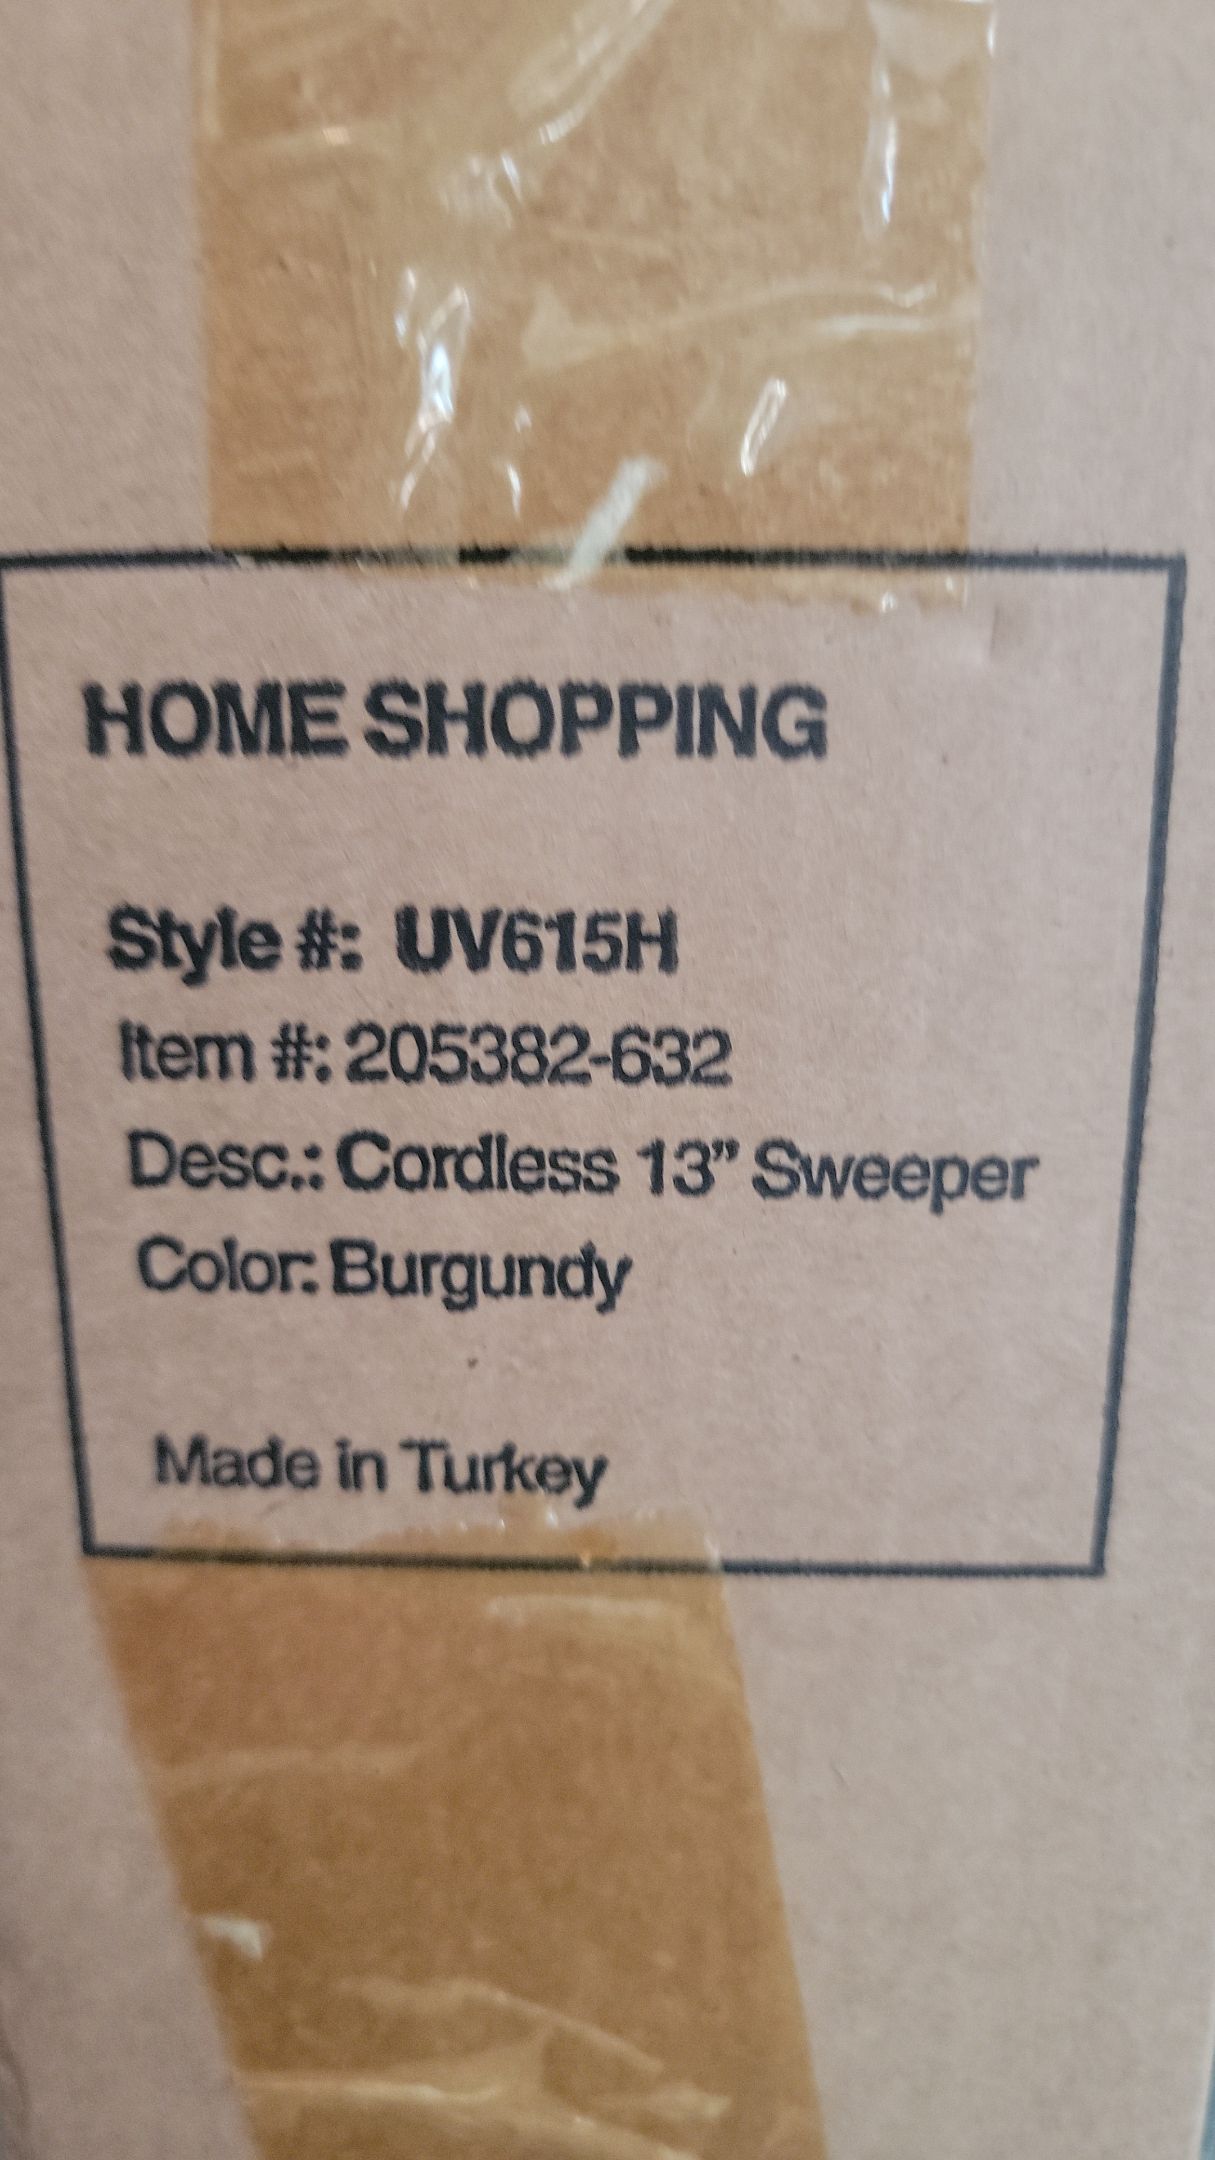 HOME SHOPPING
Style #: UV615H
Item #: 205382-632
Desc.: Cordless 13” Sweeper
Color: Burgundy
Made in Turkey